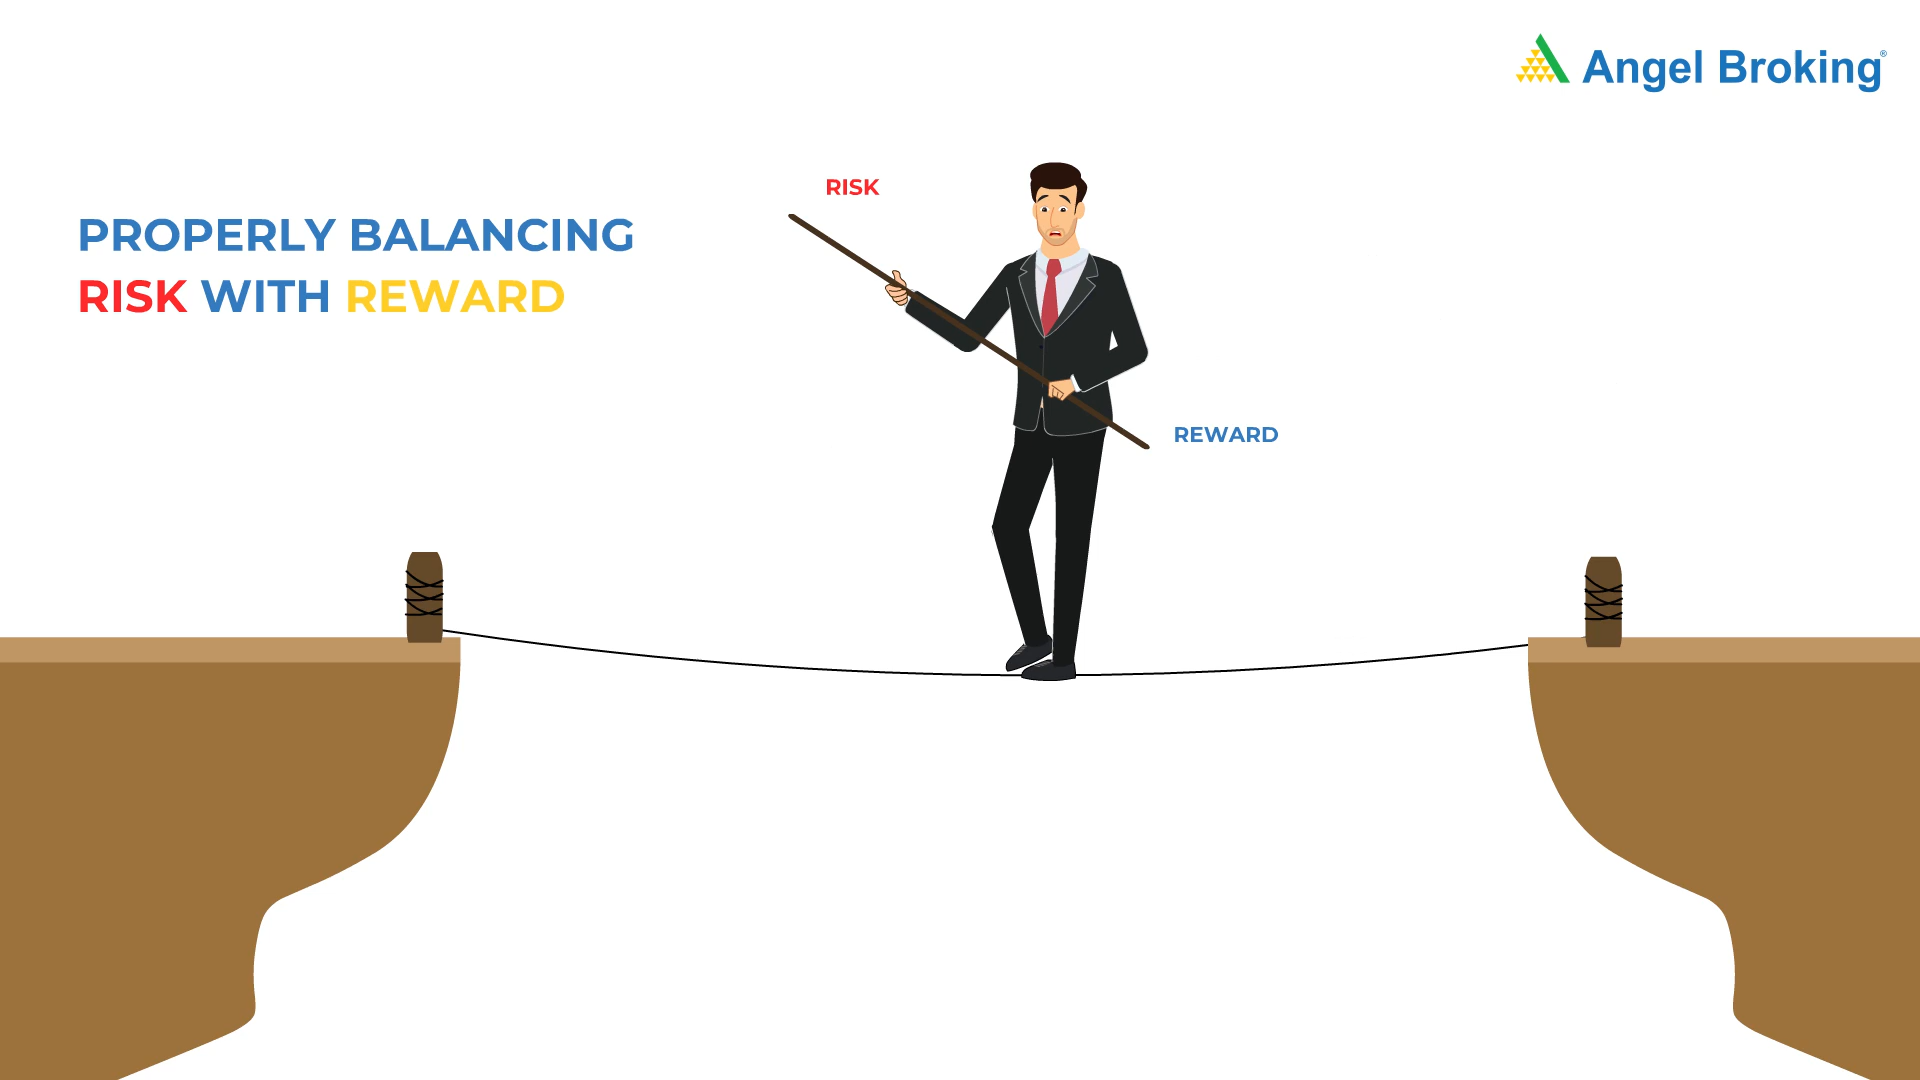 Angel Broking®
PROPERLY BALANCING
RISK WITH REWARD
RISK
REWARD